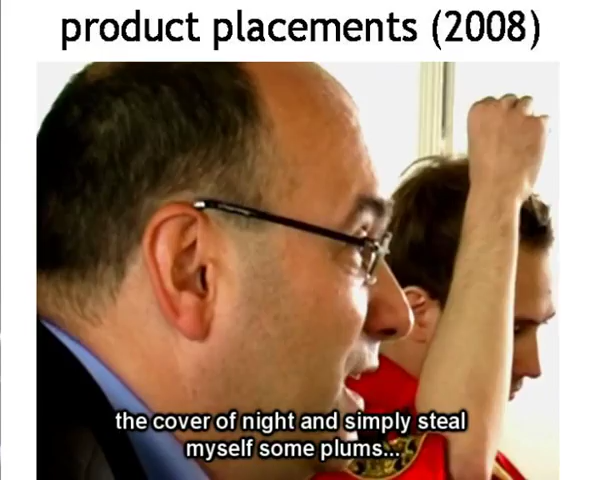 product placements (2008)
the cover of night and simply steal
myself some plums...